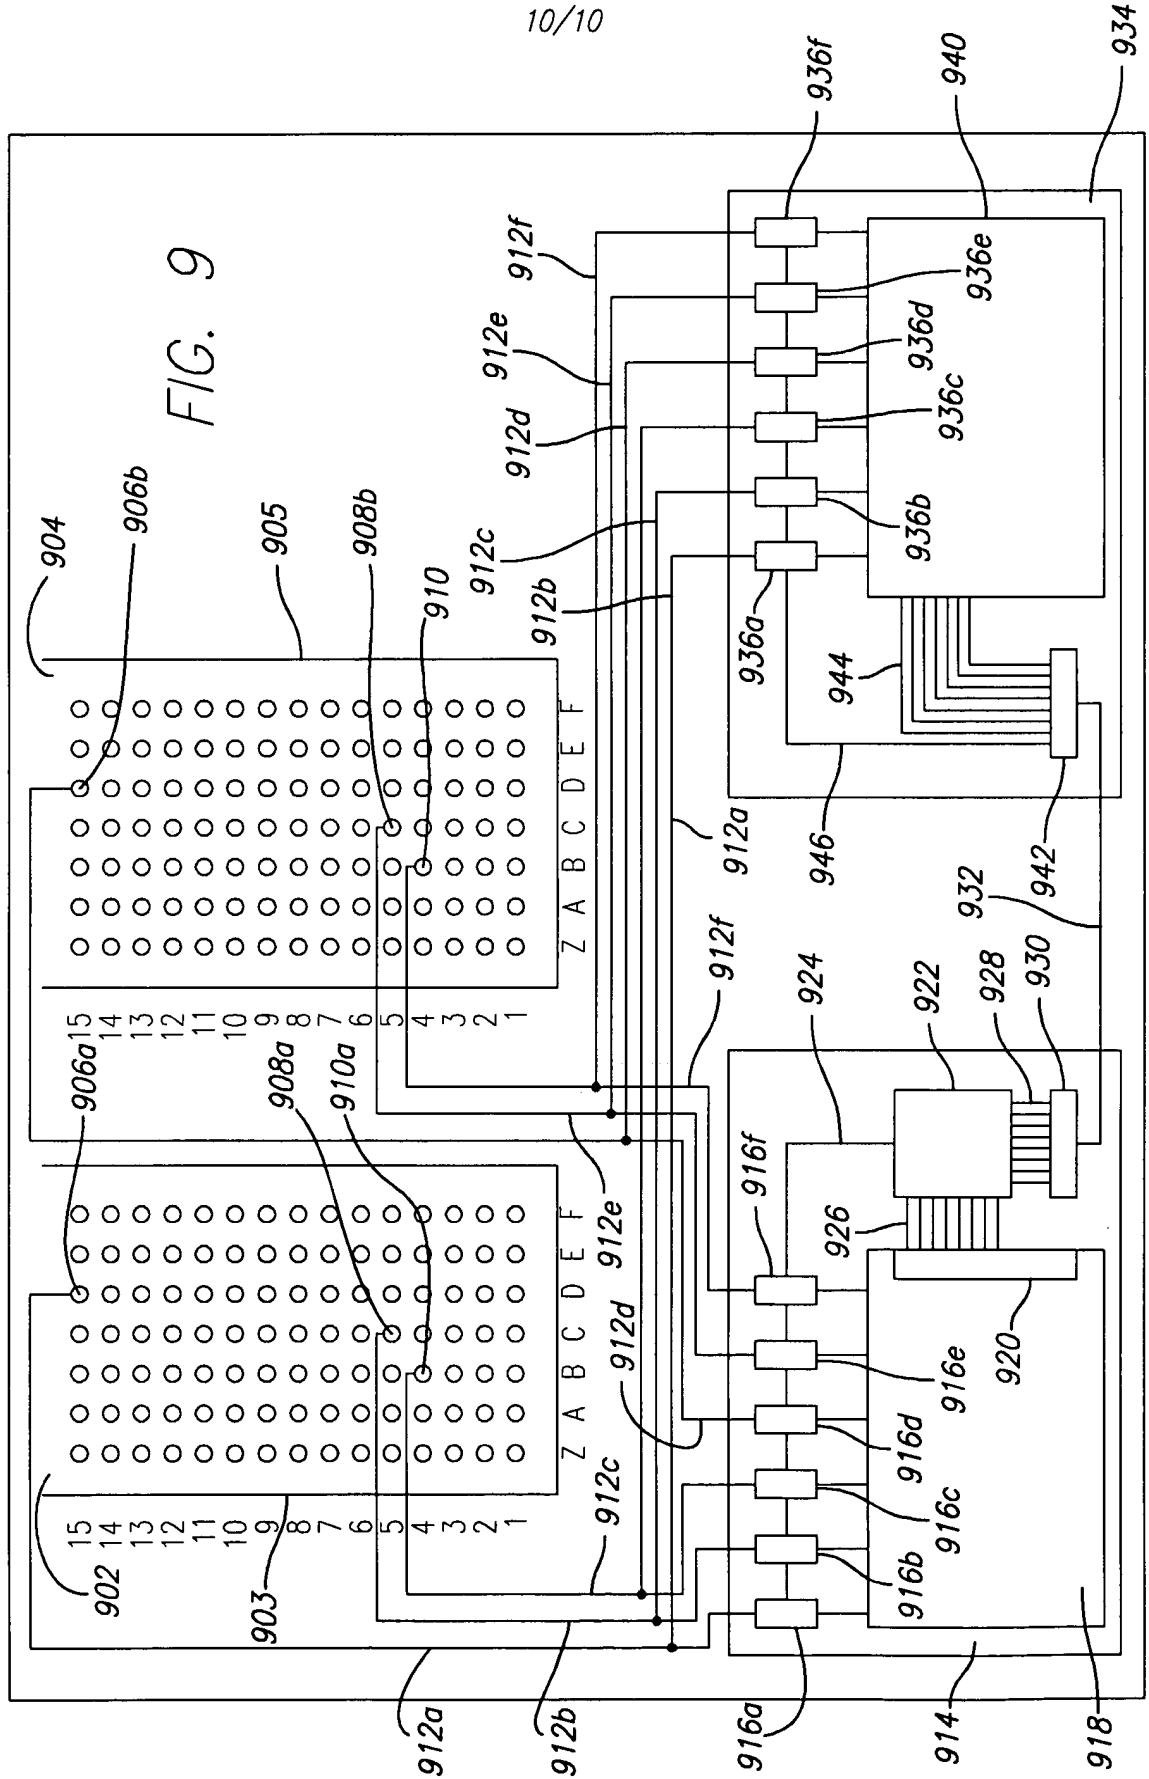 10/10
FIG. 9
902
903
904
905
906a
906b
908a
908b
910a
910
15 14 13 12 11 10 9 8 7 6 5 4 3 2 1
Z A B C D E F
15 14 13 12 11 10 9 8 7 6 5 4 3 2 1
Z A B C D E F
912a
912b
912c
912d
912e
912f
912a
912b
912c
912d
912e
912f
916a
916b
916c
916d
916e
916f
914
918
920
922
924
926
928
930
932
934
936a
936b
936c
936d
936e
936f
940
942
944
946